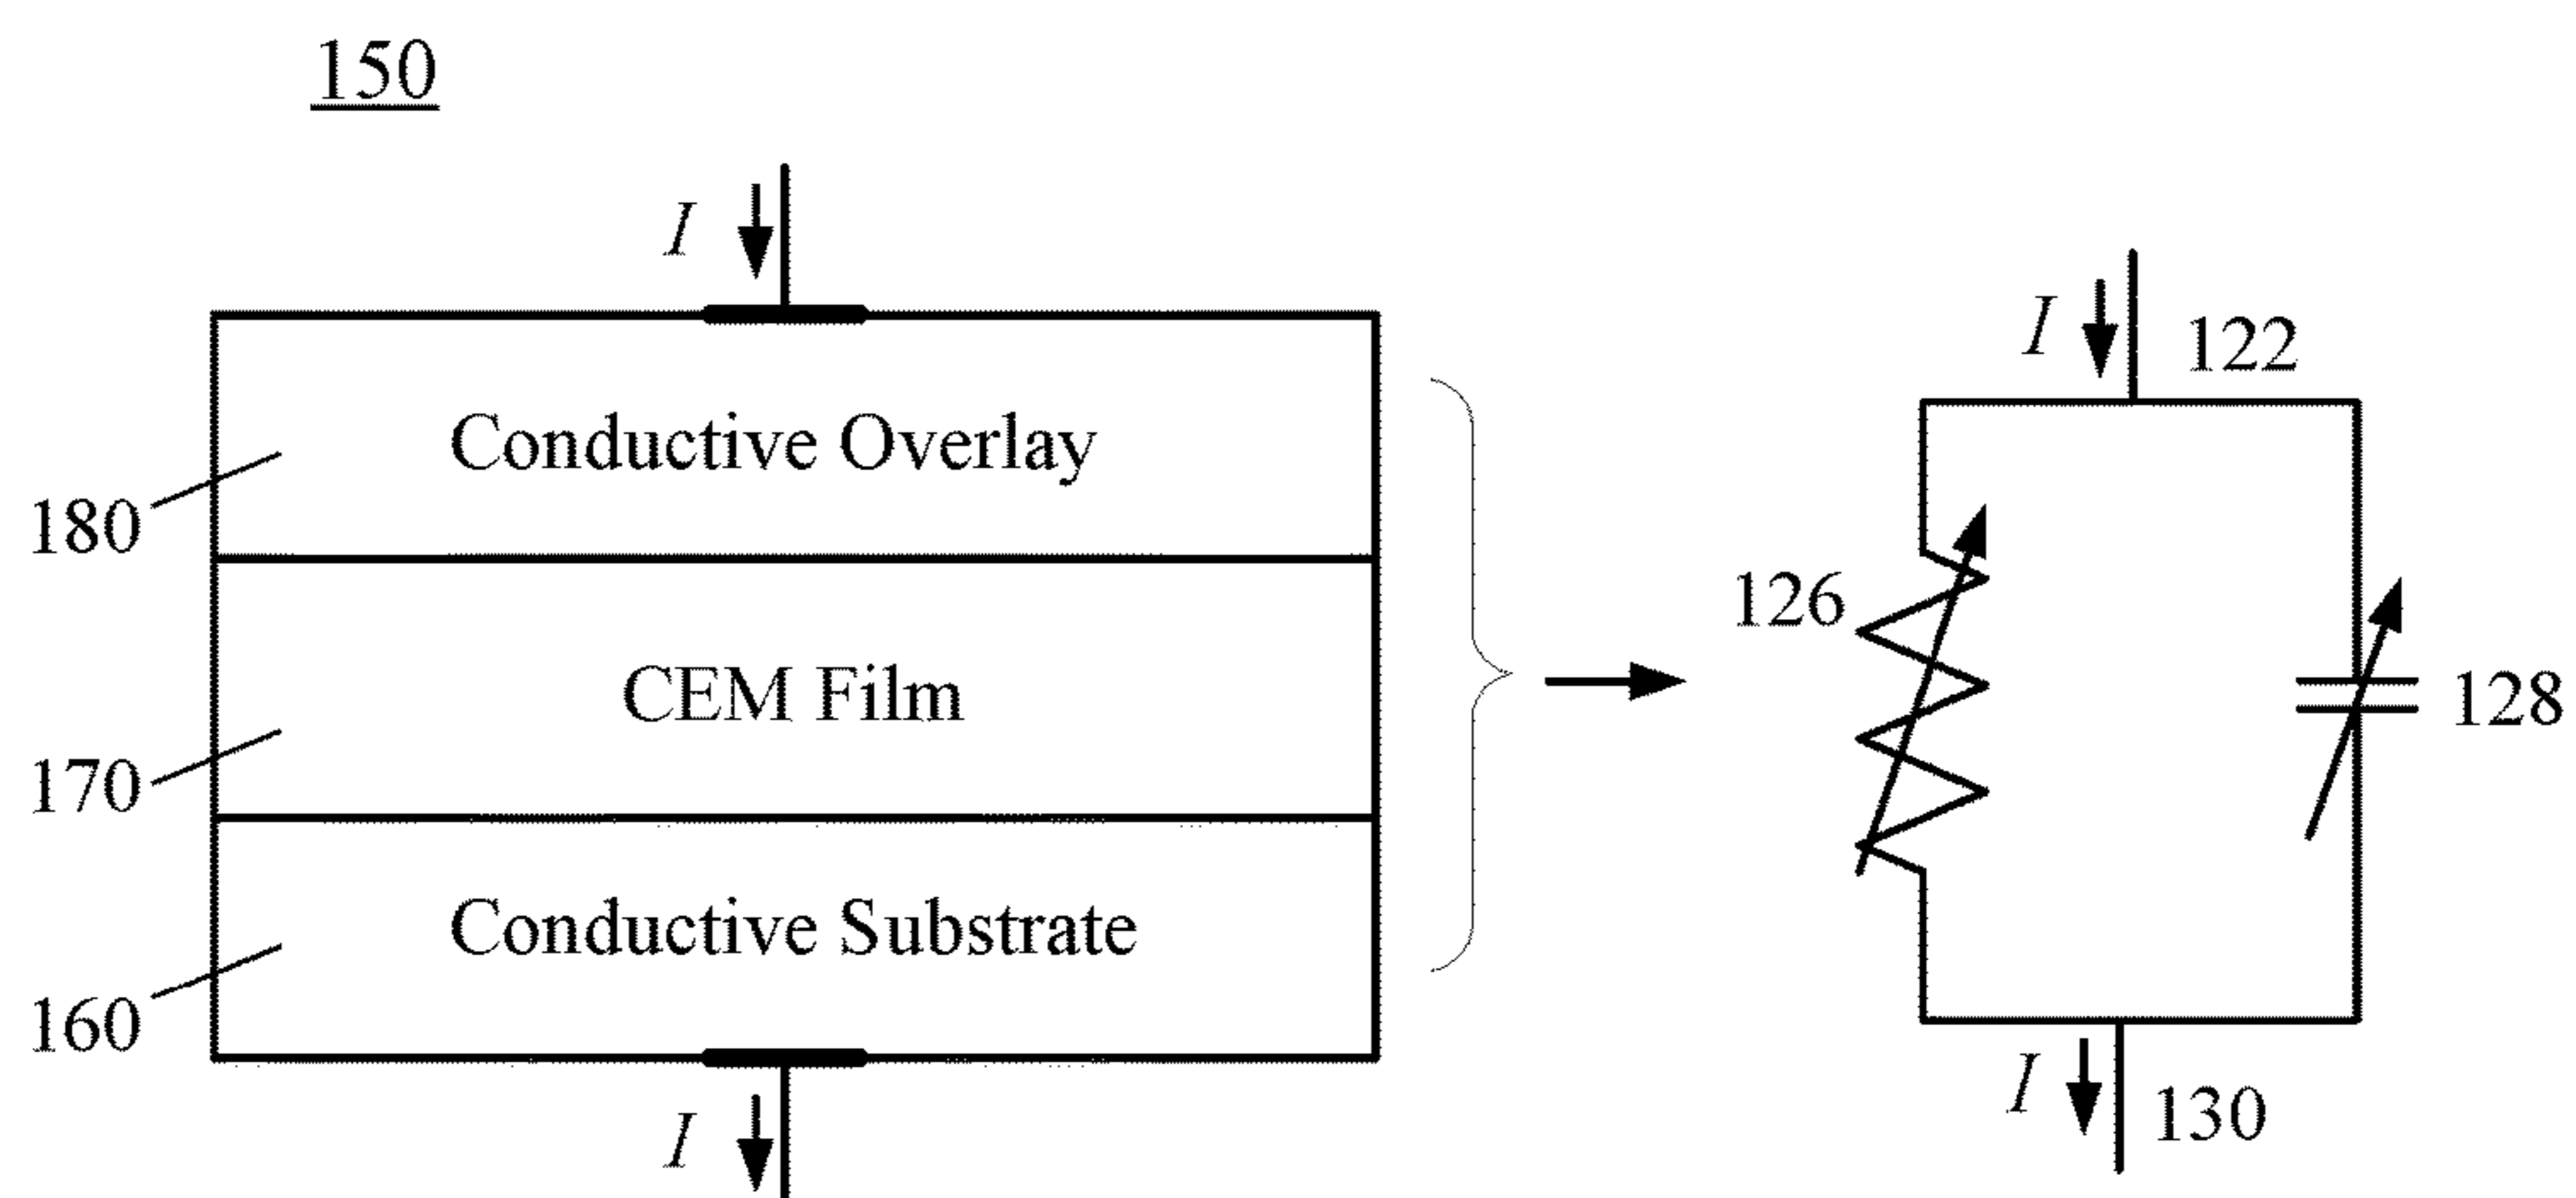 150
I
I
122
Conductive Overlay
180
126
CEM Film
128
170
Conductive Substrate
160
I
130
I